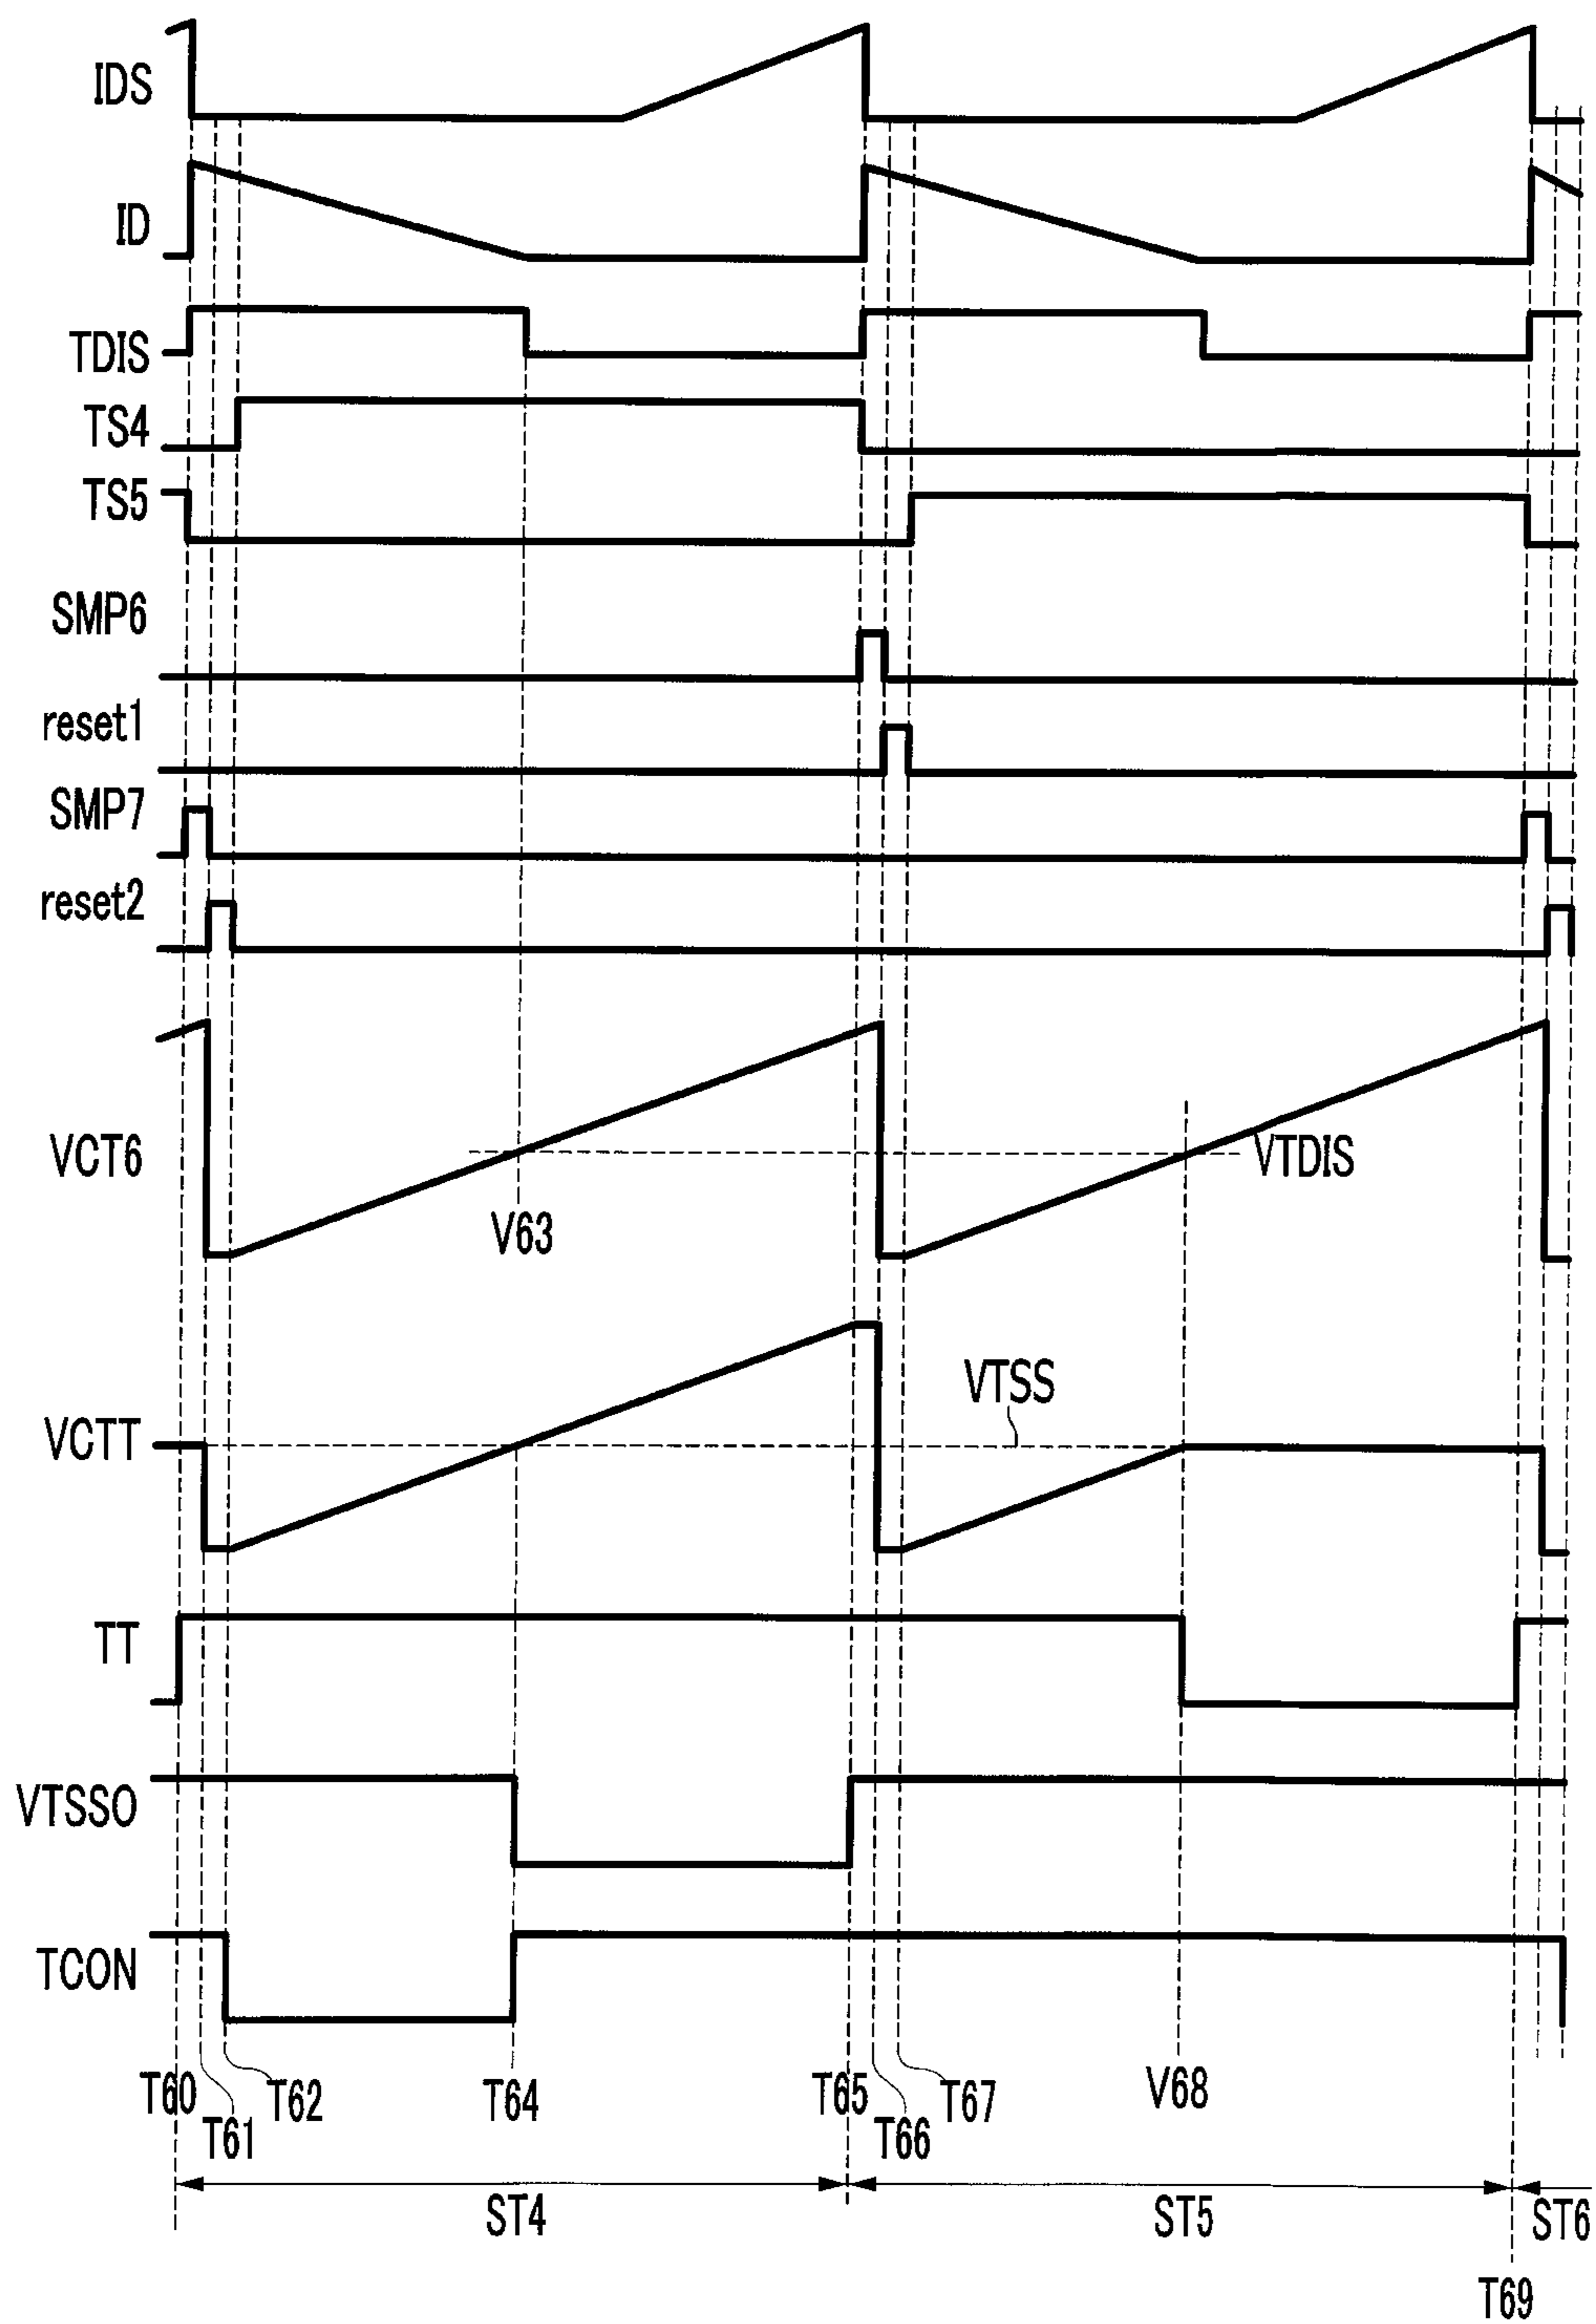 IDS
ID
TDIS
TS4
TS5
SMP6
reset1
SMP7
reset2
VCT6
VTDIS
V63
VTSS
VCTT
TT
VTSSO
TCON
T60
T61
T62
T64
T65
T66
T67
V68
ST4
ST5
ST6
T69